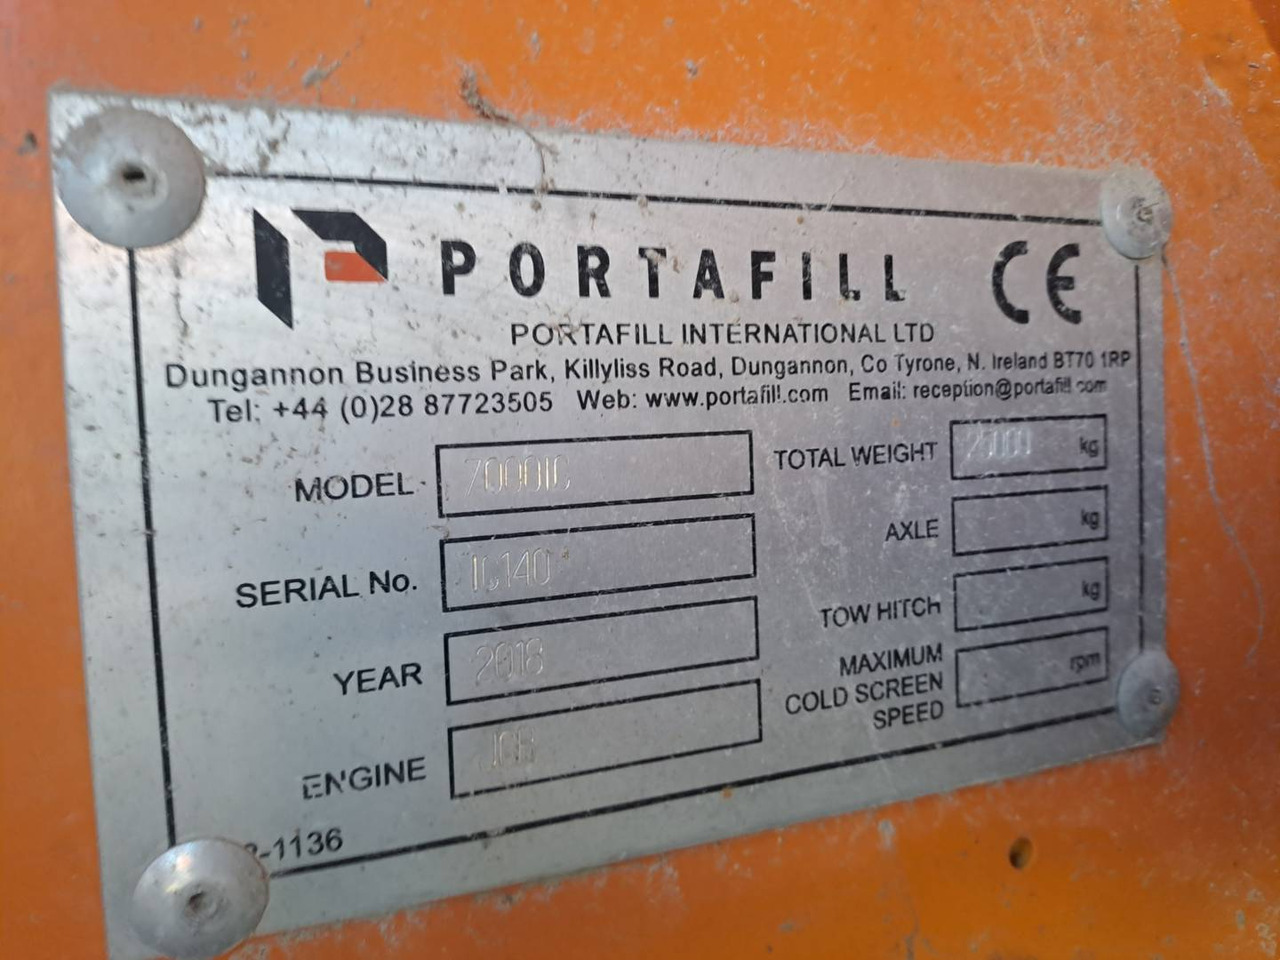 PORTAFILL CE
PORTAFILL INTERNATIONAL LTD
Dungannon Business Park, Killyliss Road, Dungannon, Co Tyrone, N. Ireland BT70 1RP
Tel: +44 (0)28 87723505 Web: www.portafill.com Email: reception@portafill.com
MODEL 7000IC
SERIAL No. IC140
YEAR 2018
ENGINE JCB
TOTAL WEIGHT kg
AXLE kg
TOW HITCH kg
MAXIMUM
COLD SCREEN rpm
SPEED
-1136